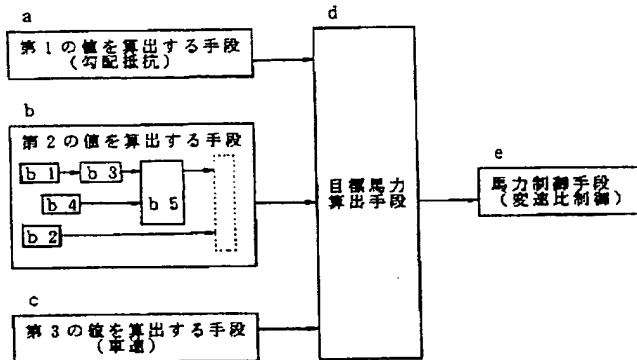 a
第1の値を算出する手段
(勾配抵抗)
b
第2の値を算出する手段
b 1
b 3
b 4
b 5
b 2
c
第3の値を算出する手段
(車速)
d
目標馬力
算出手段
e
馬力制御手段
(変速比制御)